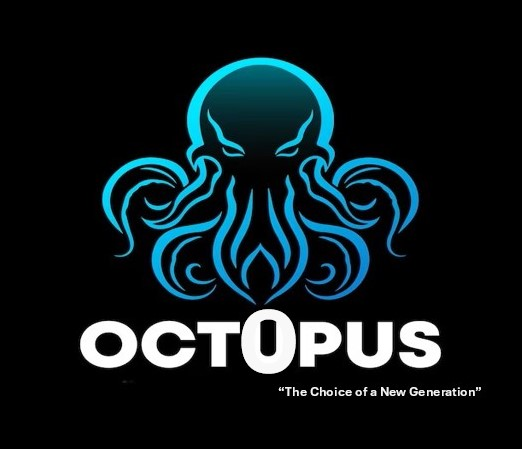 OCTOPUS
“The Choice of a New Generation”